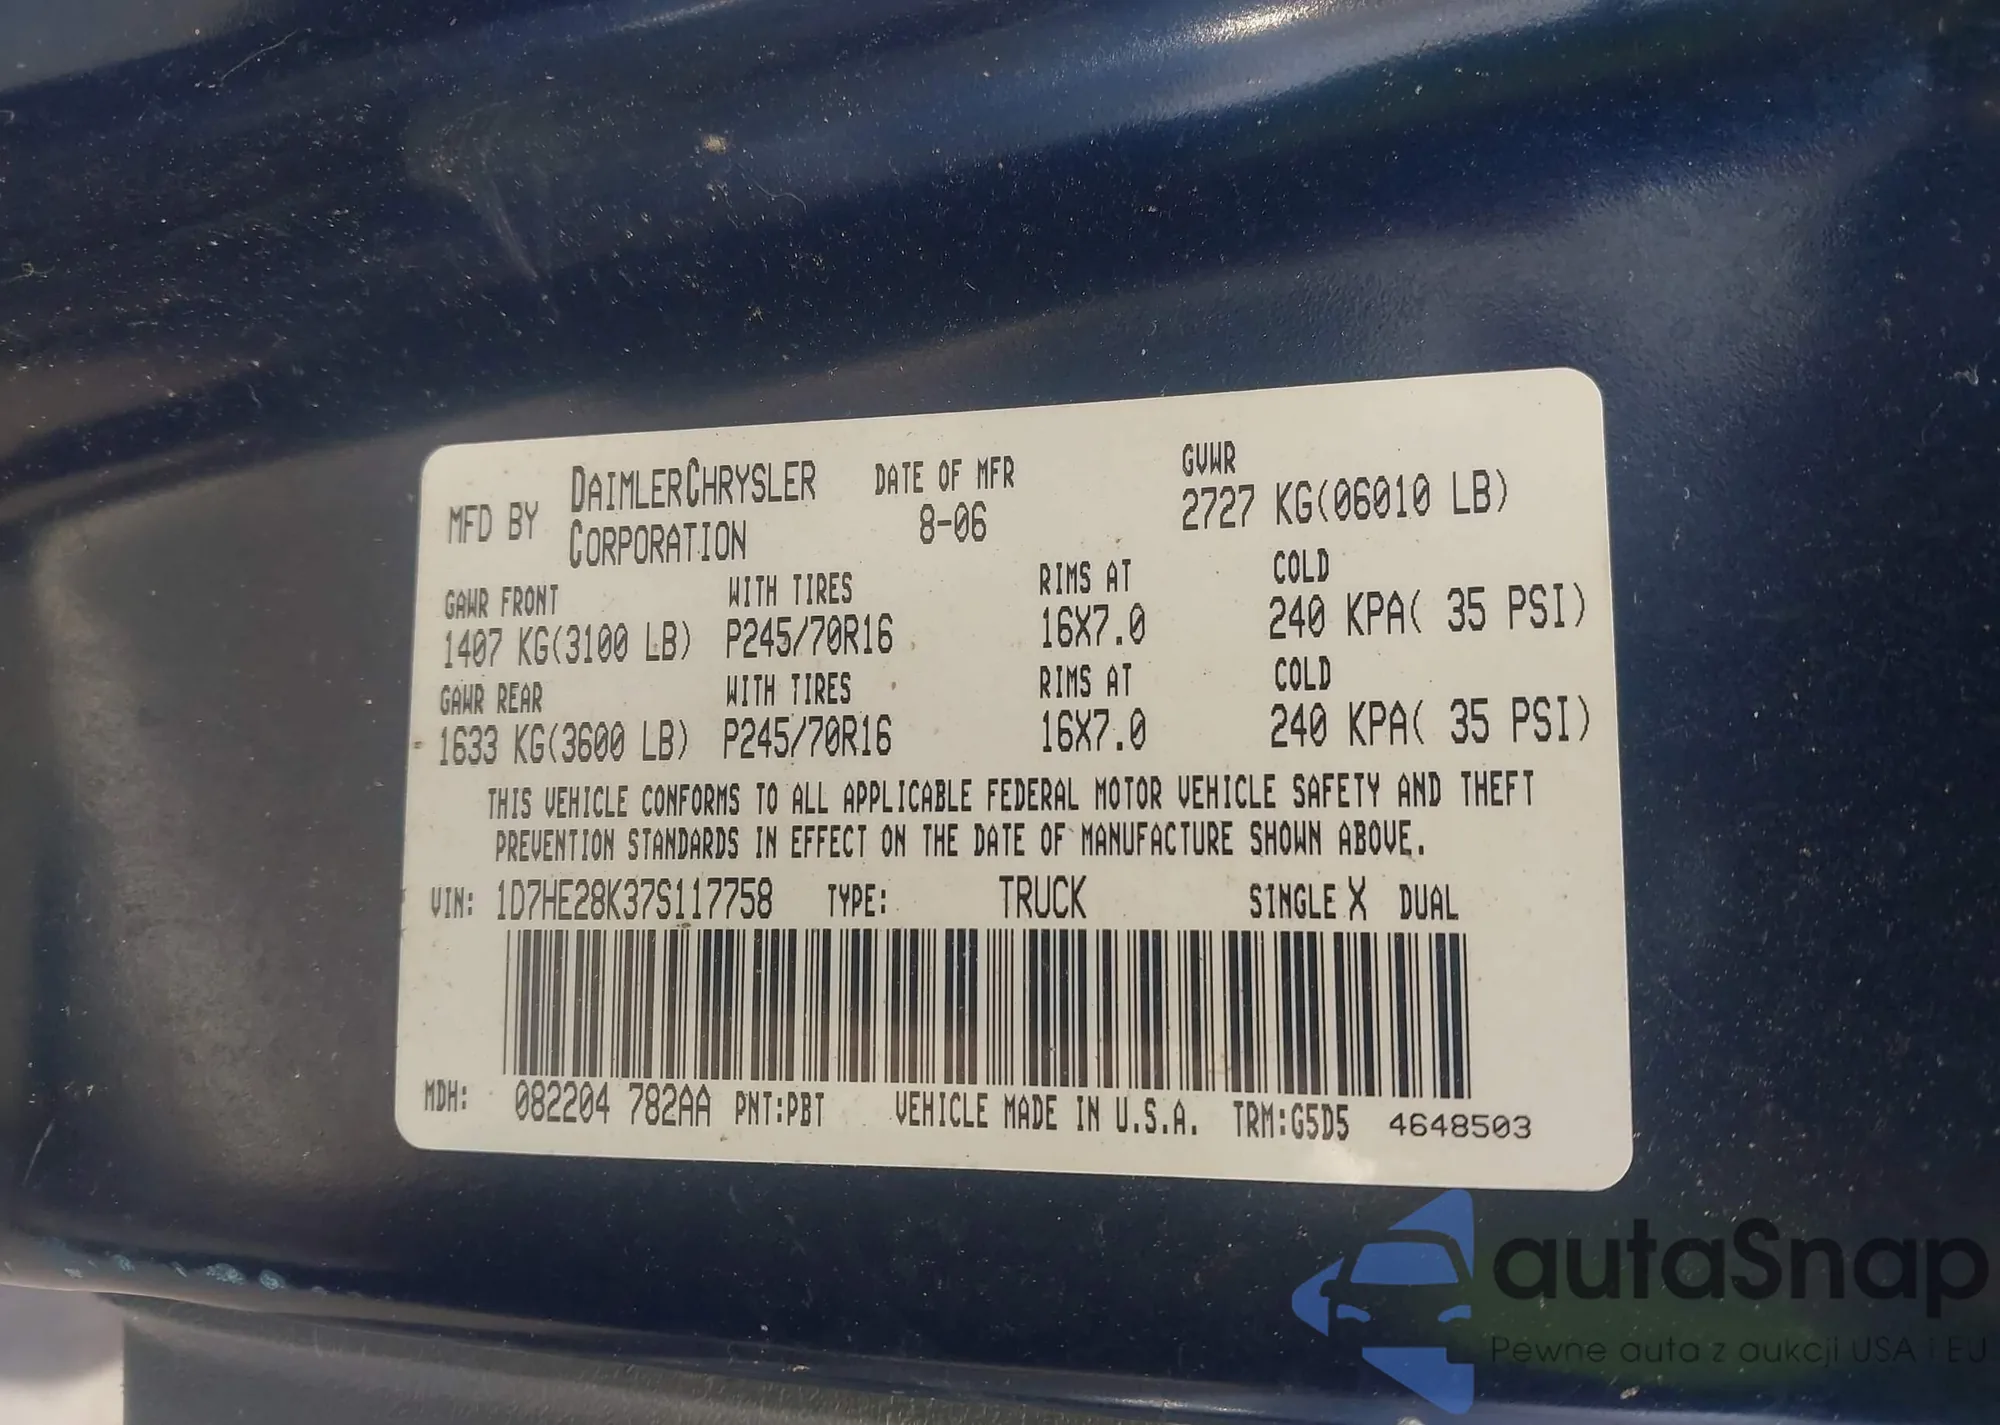 MFD BY DAIMLERCHRYSLER CORPORATION DATE OF MFR 8-06 GVWR 2727 KG(06010 LB)
GAWR FRONT WITH TIRES RIMS AT COLD
1407 KG(3100 LB) P245/70R16 16X7.0 240 KPA( 35 PSI)
GAWR REAR WITH TIRES RIMS AT COLD
1633 KG(3600 LB) P245/70R16 16X7.0 240 KPA( 35 PSI)
THIS VEHICLE CONFORMS TO ALL APPLICABLE FEDERAL MOTOR VEHICLE SAFETY AND THEFT
PREVENTION STANDARDS IN EFFECT ON THE DATE OF MANUFACTURE SHOWN ABOVE.
VIN: 1D7HE28K37S117758 TYPE: TRUCK SINGLE X DUAL
MDH: 082204 782AA PNT:PBT VEHICLE MADE IN U.S.A. TRM:G5D5 4648503
autaSnap
Pewne auta z aukcji USA i EU